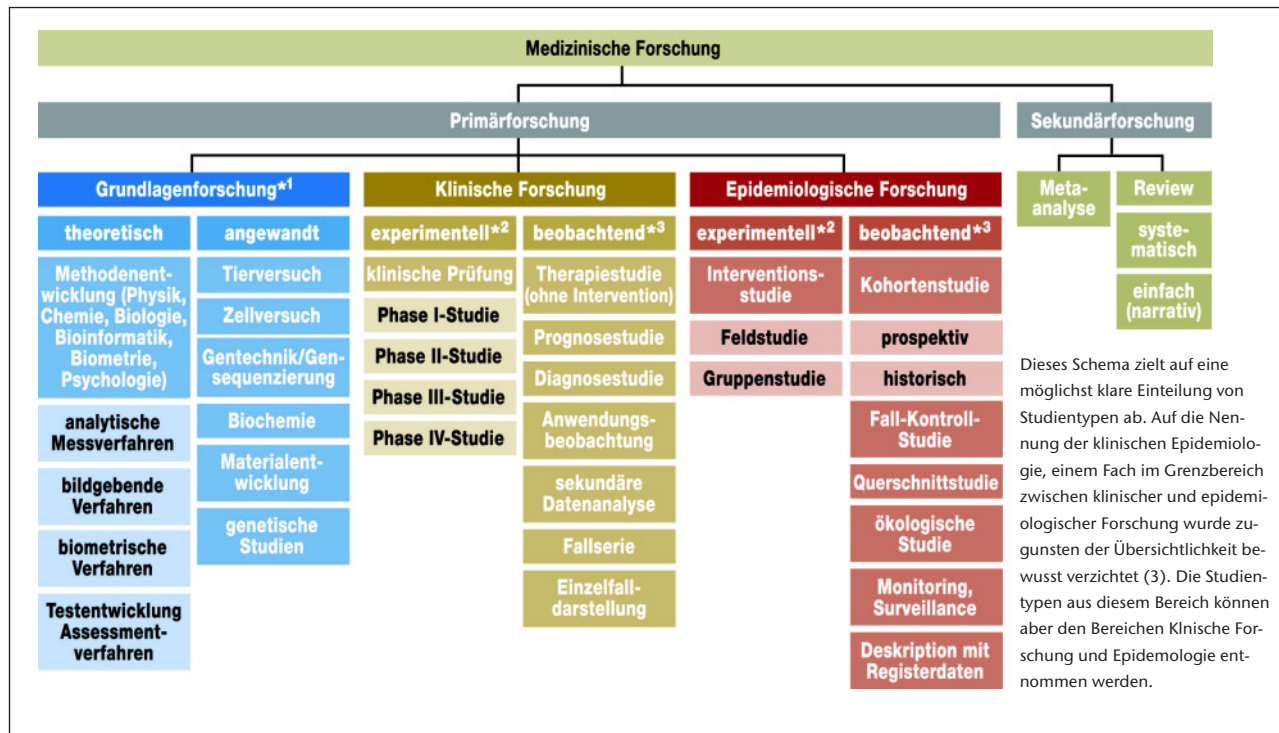 Medizinische Forschung
Primärforschung
Sekundärforschung
Grundlagenforschung*1
Klinische Forschung
Epidemiologische Forschung
Meta-
analyse
Review
syste-
matisch
einfach
(narrativ)
theoretisch
angewandt
experimentell*2
beobachtend*3
experimentell*2
beobachtend*3
Methodenent-
wicklung (Physik,
Chemie, Biologie,
Bioinformatik,
Biometrie,
Psychologie)
analytische
Messverfahren
bildgebende
Verfahren
biometrische
Verfahren
Testentwicklung
Assessment-
verfahren
Tierversuch
Zellversuch
Gentechnik/Gen-
sequenzierung
Biochemie
Materialent-
wicklung
genetische
Studien
klinische Prüfung
Phase I-Studie
Phase II-Studie
Phase III-Studie
Phase IV-Studie
Therapiestudie
(ohne Intervention)
Prognosestudie
Diagnosestudie
Anwendungs-
beobachtung
sekundäre
Datenanalyse
Fallserie
Einzelfall-
darstellung
Interventions-
studie
Feldstudie
Gruppenstudie
Kohortenstudie
prospektiv
historisch
Fall-Kontroll-
Studie
Querschnittstudie
ökologische
Studie
Monitoring,
Surveillance
Deskription mit
Registerdaten
Dieses Schema zielt auf eine
möglichst klare Einteilung von
Studientypen ab. Auf die Nen-
nung der klinischen Epidemiolo-
gie, einem Fach im Grenzbereich
zwischen klinischer und epidemi-
ologischer Forschung wurde zu-
gunsten der Übersichtlichkeit be-
wusst verzichtet (3). Die Studien-
typen aus diesem Bereich können
aber den Bereichen Klnische For-
schung und Epidemologie ent-
nommen werden.